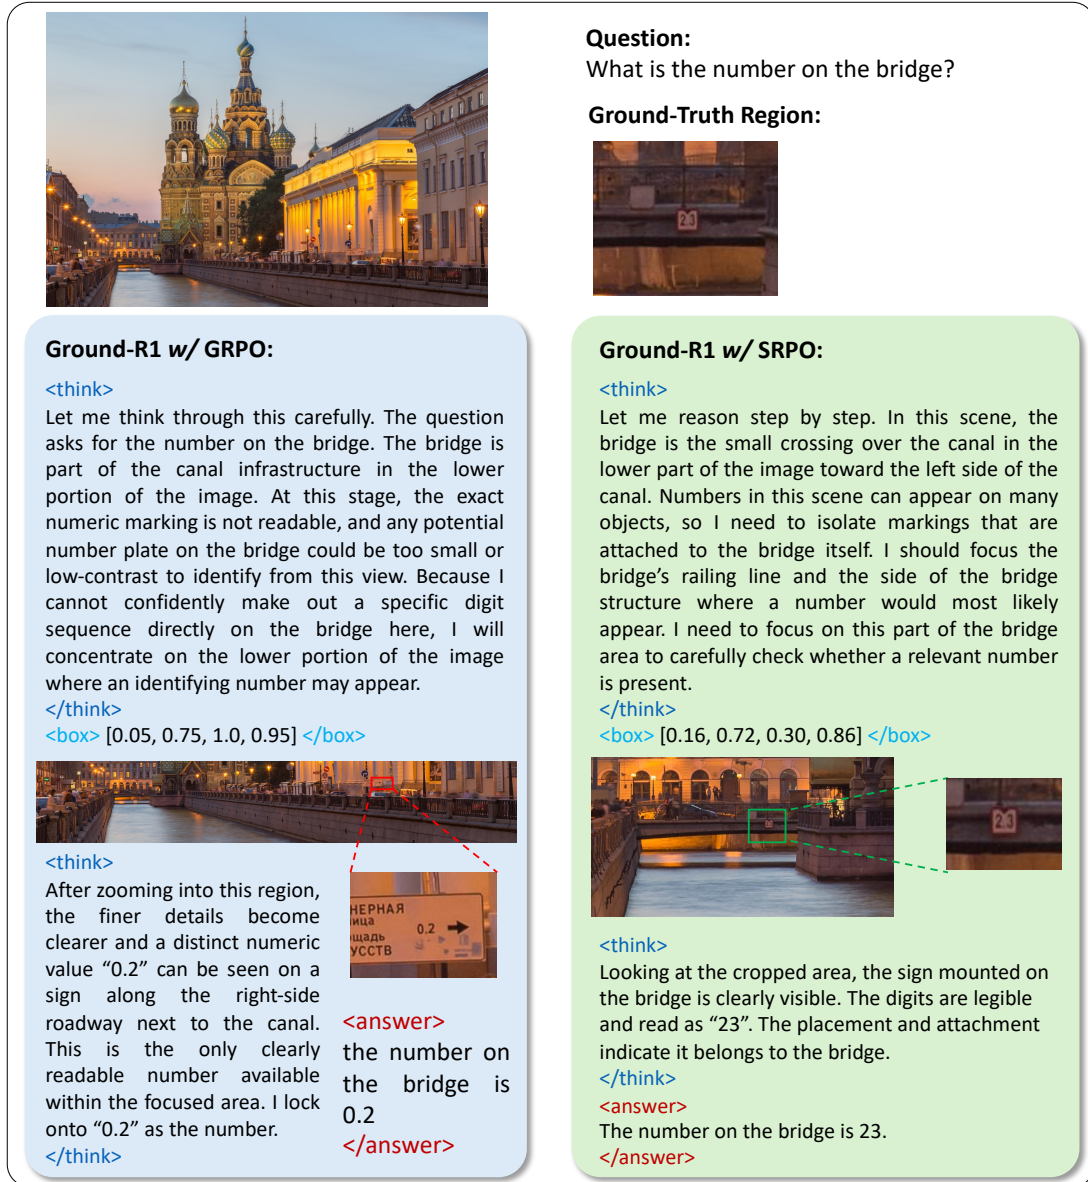 Question:
What is the number on the bridge?
Ground-Truth Region:
2.3
Ground-R1 w/ GRPO:
<think>
Let me think through this carefully. The question
asks for the number on the bridge. The bridge is
part of the canal infrastructure in the lower
portion of the image. At this stage, the exact
numeric marking is not readable, and any potential
number plate on the bridge could be too small or
low-contrast to identify from this view. Because I
cannot confidently make out a specific digit
sequence directly on the bridge here, I will
concentrate on the lower portion of the image
where an identifying number may appear.
</think>
<box> [0.05, 0.75, 1.0, 0.95] </box>
<think>
After zooming into this region,
the finer details become
clearer and a distinct numeric
value “0.2” can be seen on a
sign along the right-side
roadway next to the canal.
This is the only clearly
readable number available
within the focused area. I lock
onto “0.2” as the number.
</think>
НЕРНАЯ
ица
0.2 →
ощадь
УССТВ
<answer>
the number on
the bridge is
0.2
</answer>
Ground-R1 w/ SRPO:
<think>
Let me reason step by step. In this scene, the
bridge is the small crossing over the canal in the
lower part of the image toward the left side of the
canal. Numbers in this scene can appear on many
objects, so I need to isolate markings that are
attached to the bridge itself. I should focus the
bridge’s railing line and the side of the bridge
structure where a number would most likely
appear. I need to focus on this part of the bridge
area to carefully check whether a relevant number
is present.
</think>
<box> [0.16, 0.72, 0.30, 0.86] </box>
2.3
<think>
Looking at the cropped area, the sign mounted on
the bridge is clearly visible. The digits are legible
and read as “23”. The placement and attachment
indicate it belongs to the bridge.
</think>
<answer>
The number on the bridge is 23.
</answer>